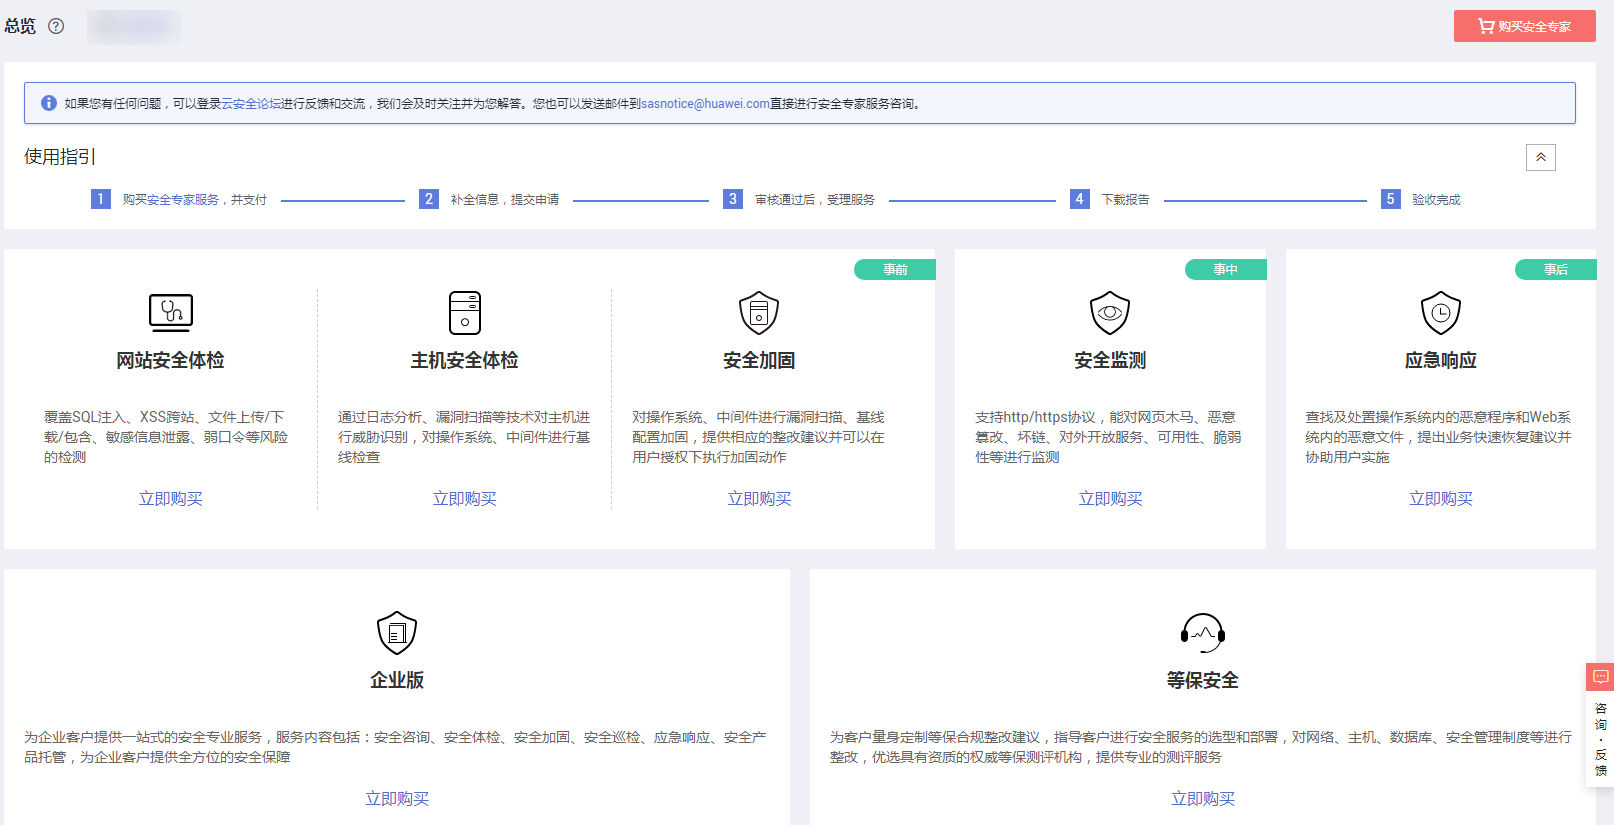 总览 ?
购买安全专家
如果您有任何问题，可以登录云安全论坛进行反馈和交流，我们会及时关注并为您解答。您也可以发送邮件到sasnotice@huawei.com直接进行安全专家服务咨询。
使用指引
1 购买安全专家服务，并支付
2 补全信息，提交申请
3 审核通过后，受理服务
4 下载报告
5 验收完成
事前
网站安全体检
覆盖SQL注入、XSS跨站、文件上传/下
载/包含、敏感信息泄露、弱口令等风险
的检测
立即购买
主机安全体检
通过日志分析、漏洞扫描等技术对主机进
行威胁识别，对操作系统、中间件进行基
线检查
立即购买
安全加固
对操作系统、中间件进行漏洞扫描、基线
配置加固，提供相应的整改建议并可以在
用户授权下执行加固动作
立即购买
事中
安全监测
支持http/https协议，能对网页木马、恶意
篡改、坏链、对外开放服务、可用性、脆弱
性等进行监测
立即购买
事后
应急响应
查找及处置操作系统内的恶意程序和Web系
统内的恶意文件，提出业务快速恢复建议并
协助用户实施
立即购买
企业版
为企业客户提供一站式的安全专业服务，服务内容包括：安全咨询、安全体检、安全加固、安全巡检、应急响应、安全产
品托管，为企业客户提供全方位的安全保障
立即购买
等保安全
为客户量身定制等保合规整改建议，指导客户进行安全服务的选型和部署，对网络、主机、数据库、安全管理制度等进行
整改，优选具有资质的权威等保测评机构，提供专业的测评服务
立即购买
咨询·反馈